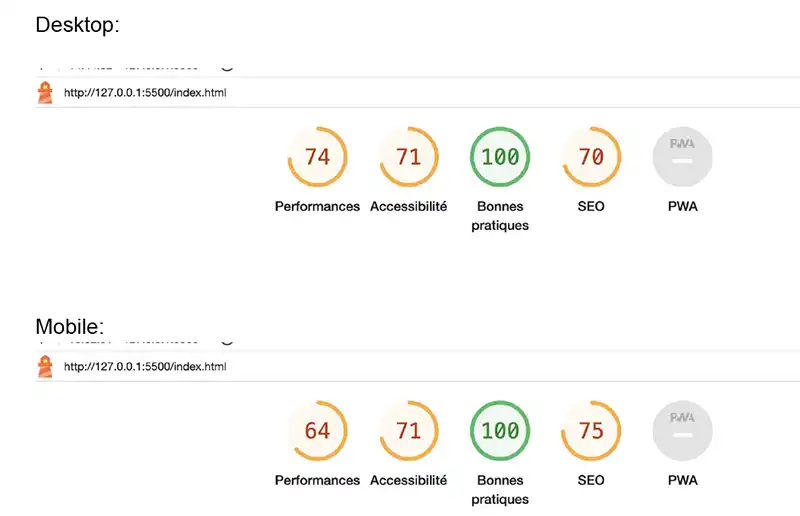 Desktop:
http://127.0.0.1:5500/index.html
74 71 100 70 PWA
Performances Accessibilité Bonnes pratiques SEO PWA
Mobile:
http://127.0.0.1:5500/index.html
64 71 100 75 PWA
Performances Accessibilité Bonnes pratiques SEO PWA